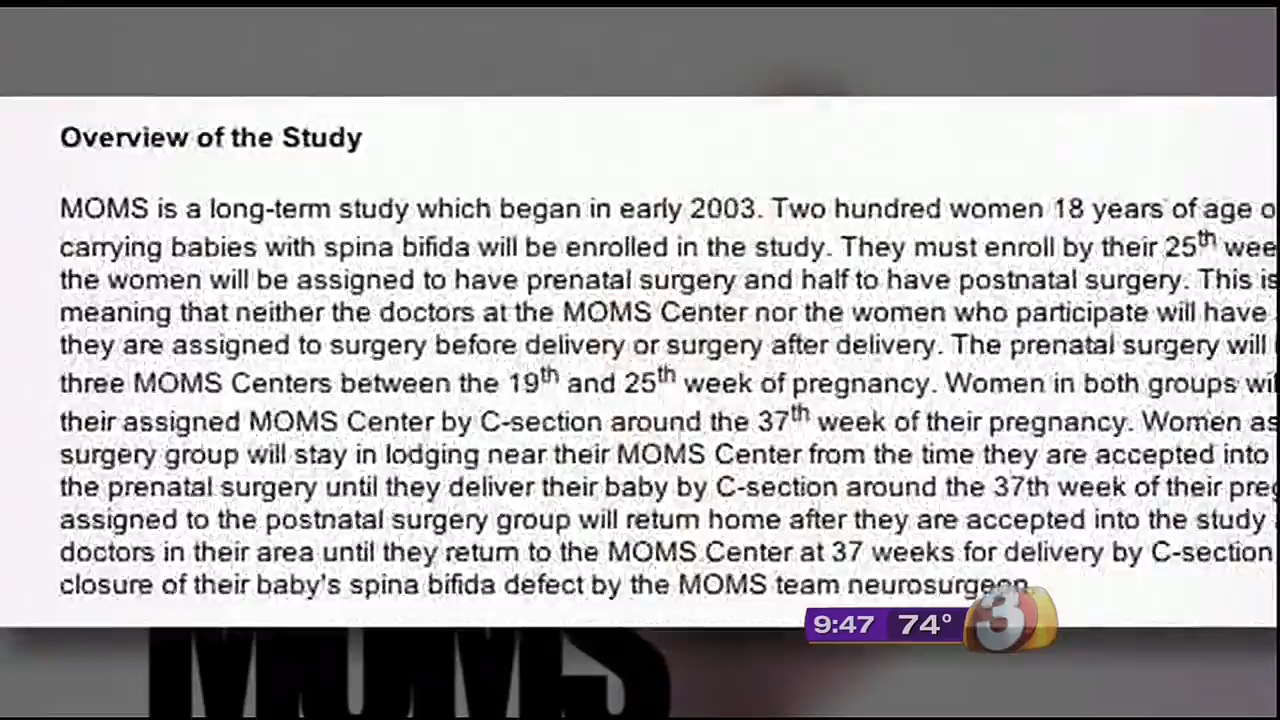 Overview of the Study
MOMS is a long-term study which began in early 2003. Two hundred women 18 years of age o
carrying babies with spina bifida will be enrolled in the study. They must enroll by their 25th wee
the women will be assigned to have prenatal surgery and half to have postnatal surgery. This is
meaning that neither the doctors at the MOMS Center nor the women who participate will have
they are assigned to surgery before delivery or surgery after delivery. The prenatal surgery will
three MOMS Centers between the 19th and 25th week of pregnancy. Women in both groups wil
their assigned MOMS Center by C-section around the 37th week of their pregnancy. Women as
surgery group will stay in lodging near their MOMS Center from the time they are accepted into
the prenatal surgery until they deliver their baby by C-section around the 37th week of their preg
assigned to the postnatal surgery group will return home after they are accepted into the study
doctors in their area until they return to the MOMS Center at 37 weeks for delivery by C-section
closure of their baby's spina bifida defect by the MOMS team neurosurgeon.
9:47 74° 3
MOMS